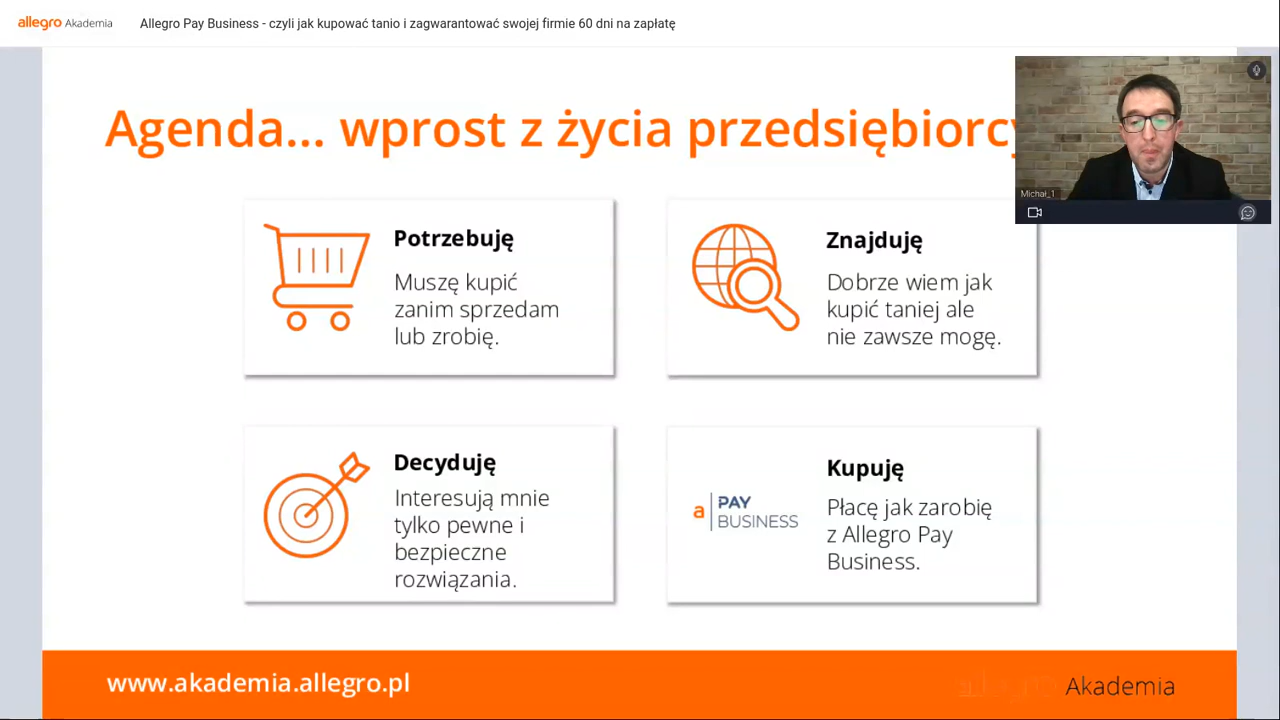 allegro Akademia
Allegro Pay Business - czyli jak kupować tanio i zagwarantować swojej firmie 60 dni na zapłatę
Agenda... wprost z życia przedsiębiorcy
Michał_1
Potrzebuję
Muszę kupić
zanim sprzedam
lub zrobię.
Znajduję
Dobrze wiem jak
kupić taniej ale
nie zawsze mogę.
Decyduję
Interesują mnie
tylko pewne i
bezpieczne
rozwiązania.
a PAY
BUSINESS
Kupuję
Płacę jak zarobię
z Allegro Pay
Business.
www.akademia.allegro.pl
allegro Akademia